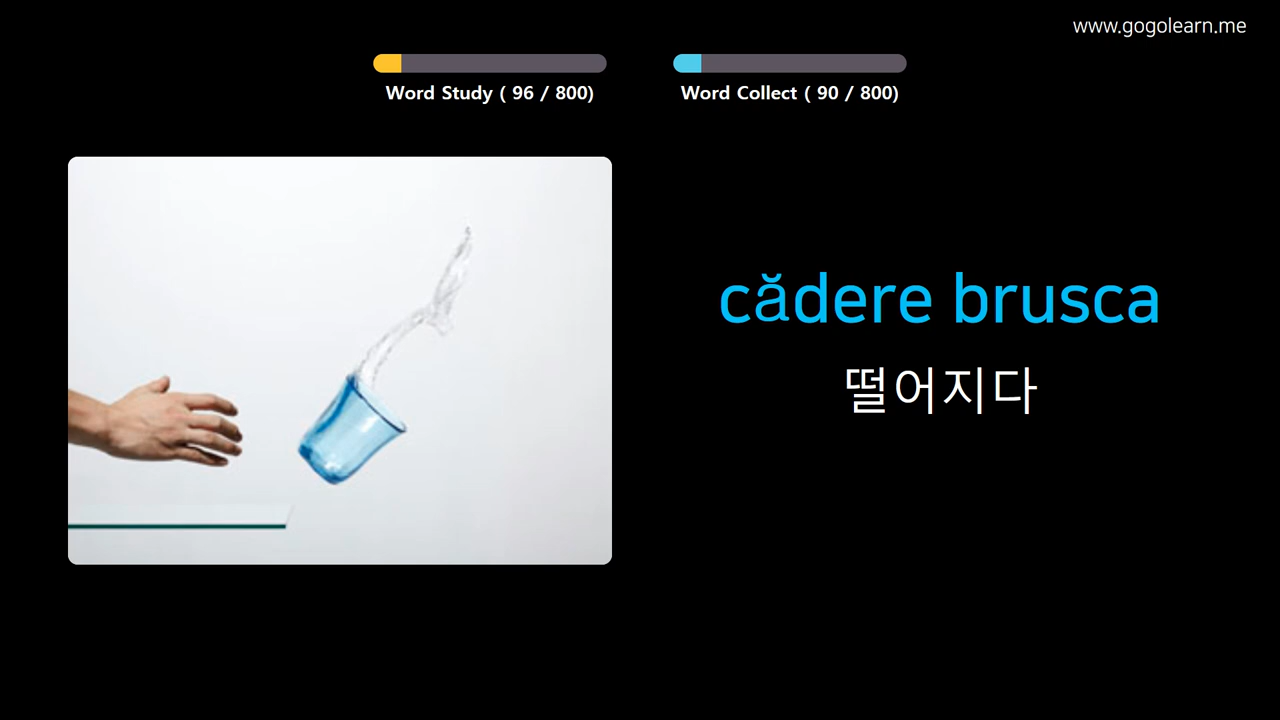 www.gogolearn.me
Word Study ( 96 / 800)
Word Collect ( 90 / 800)
cădere brusca
떨어지다